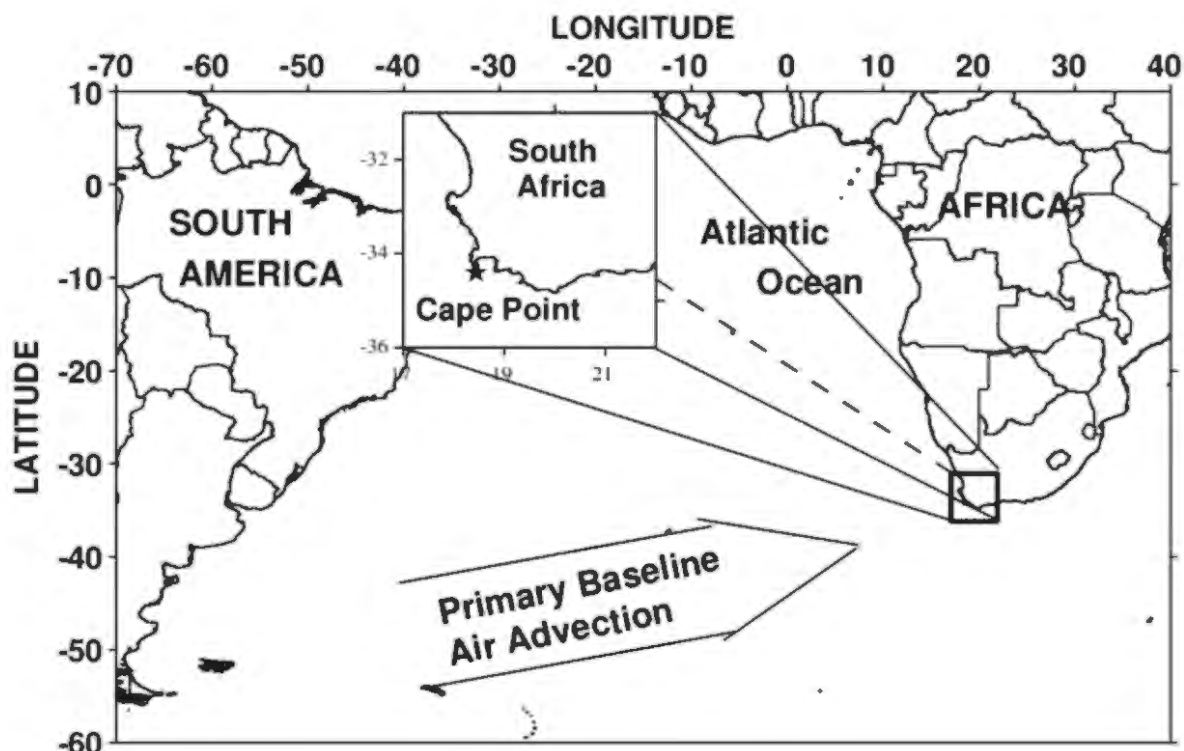 LONGITUDE
-70 -60 -50 -40 -30 -20 -10 0 10 20 30 40
10
0
-10
-20
-30
-40
-50
-60
LATITUDE
SOUTH
AMERICA
-32
-34
-36
19 21
South
Africa
Cape Point
Atlantic
Ocean
AFRICA
Primary Baseline
Air Advection